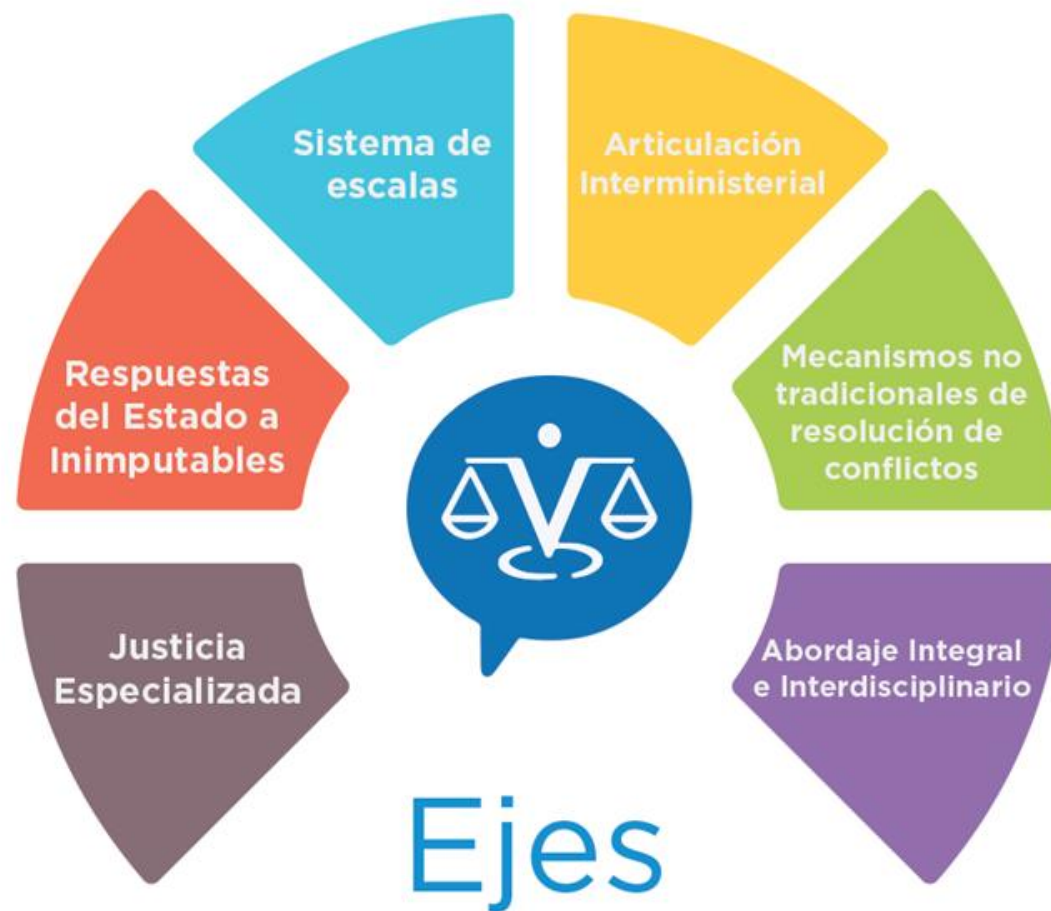 Sistema de
escalas
Articulación
Interministerial
Respuestas
del Estado a
Inimputables
Mecanismos no
tradicionales de
resolución de
conflictos
Justicia
Especializada
Abordaje Integral
e Interdisciplinario
Ejes